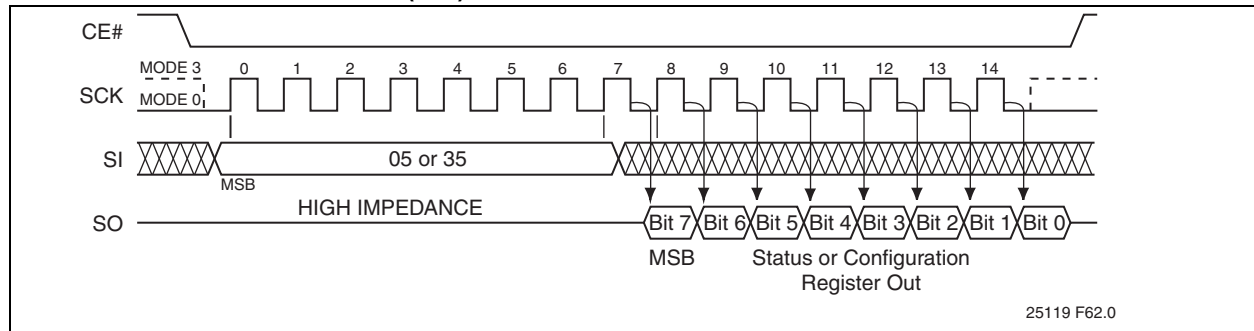 CE#
MODE 3
0 1 2 3 4 5 6 7 8 9 10 11 12 13 14
SCK
MODE 0
SI
05 or 35
MSB
HIGH IMPEDANCE
SO
Bit 7 Bit 6 Bit 5 Bit 4 Bit 3 Bit 2 Bit 1 Bit 0
MSB
Status or Configuration
Register Out
25119 F62.0